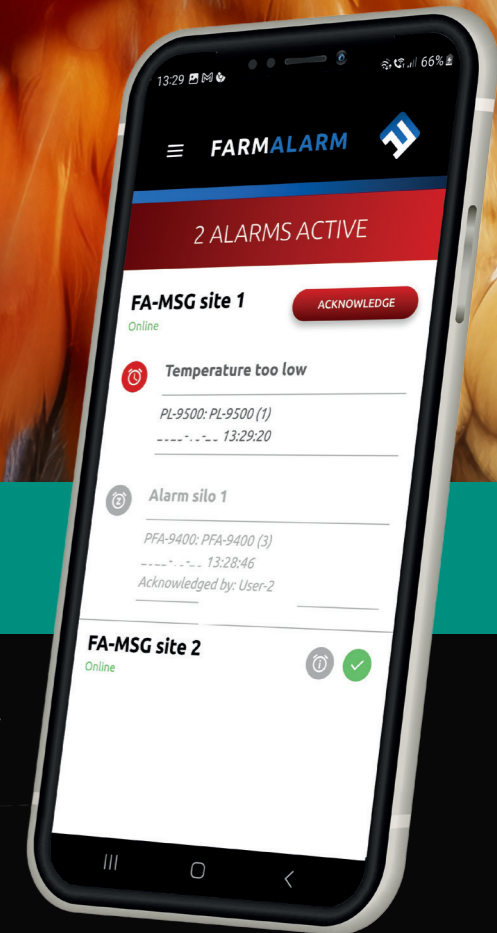 13:29
66%
FARMALARM
2 ALARMS ACTIVE
FA-MSG site 1
ACKNOWLEDGE
Online
Temperature too low
PL-9500: PL-9500 (1)
13:29:20
Alarm silo 1
PFA-9400: PFA-9400 (3)
13:28:46
Acknowledged by: User-2
FA-MSG site 2
Online